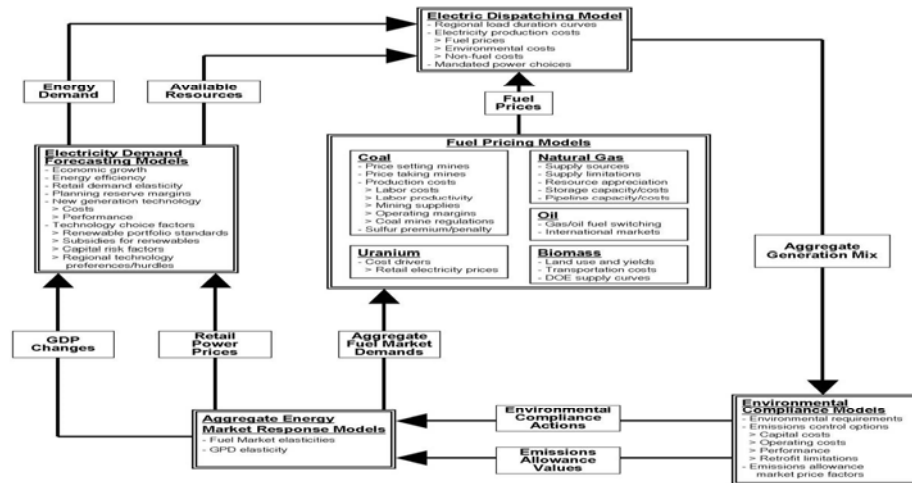 Electric Dispatching Model
- Regional load duration curves
- Electricity production costs
> Fuel prices
> Environmental costs
> Non-fuel costs
- Mandated power choices
Energy
Demand
Available
Resources
Fuel
Prices
Electricity Demand
Forecasting Models
- Economic growth
- Energy efficiency
- Retail demand elasticity
- Planning reserve margins
- New generation technology
> Costs
> Performance
- Technology choice factors
> Renewable portfolio standards
> Subsidies for renewables
> Capital risk factors
> Regional technology
preferences/hurdles
Fuel Pricing Models
Coal
- Price setting mines
- Price taking mines
- Production costs
> Labor costs
> Labor productivity
> Mining supplies
> Operating margins
> Coal mine regulations
- Sulfur premium/penalty
Natural Gas
- Supply sources
- Supply limitations
- Resource appreciation
- Storage capacity/costs
- Pipeline capacity/costs
Oil
- Gas/oil fuel switching
- International markets
Uranium
- Cost drivers
> Retail electricity prices
Biomass
- Land use and yields
- Transportation costs
- DOE supply curves
Aggregate
Generation Mix
GDP
Changes
Retail
Power
Prices
Aggregate
Fuel Market
Demands
Aggregate Energy
Market Response Models
- Fuel Market elasticities
- GPD elasticity
Environmental
Compliance
Actions
Emissions
Allowance
Values
Environmental
Compliance Models
- Environmental requirements
- Emissions control options
> Capital costs
> Operating costs
> Performance
> Retrofit limitations
- Emissions allowance
market price factors